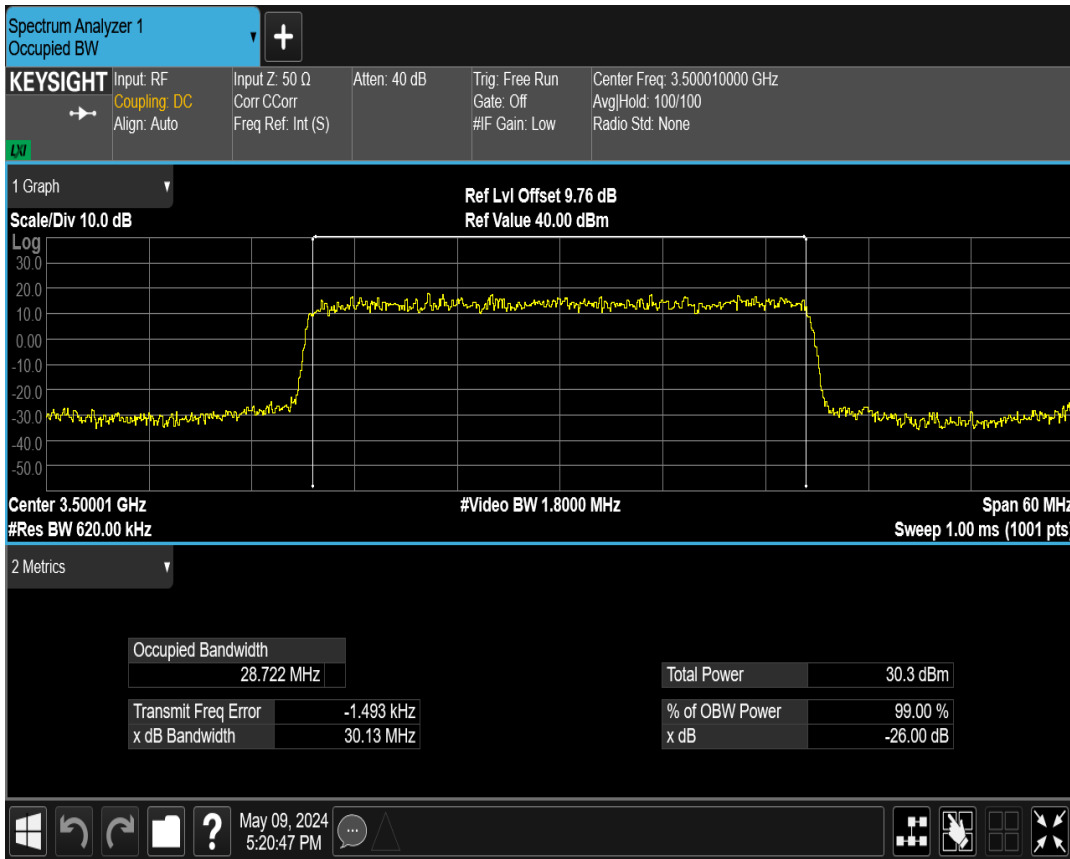 Spectrum Analyzer 1
Occupied BW
+
KEYSIGHT
LXI
Input: RF
Coupling: DC
Align: Auto
Input Z: 50 Ω
Corr CCorr
Freq Ref: Int (S)
Atten: 40 dB
Trig: Free Run
Gate: Off
#IF Gain: Low
Center Freq: 3.500010000 GHz
Avg|Hold: 100/100
Radio Std: None
1 Graph
Scale/Div 10.0 dB
Ref Lvl Offset 9.76 dB
Ref Value 40.00 dBm
Log
30.0
20.0
10.0
0.00
-10.0
-20.0
-30.0
-40.0
-50.0
Center 3.50001 GHz
#Video BW 1.8000 MHz
Span 60 MHz
#Res BW 620.00 kHz
Sweep 1.00 ms (1001 pts)
2 Metrics
Occupied Bandwidth
28.722 MHz
Total Power 30.3 dBm
Transmit Freq Error -1.493 kHz
% of OBW Power 99.00 %
x dB Bandwidth 30.13 MHz
x dB -26.00 dB
?
May 09, 2024
5:20:47 PM